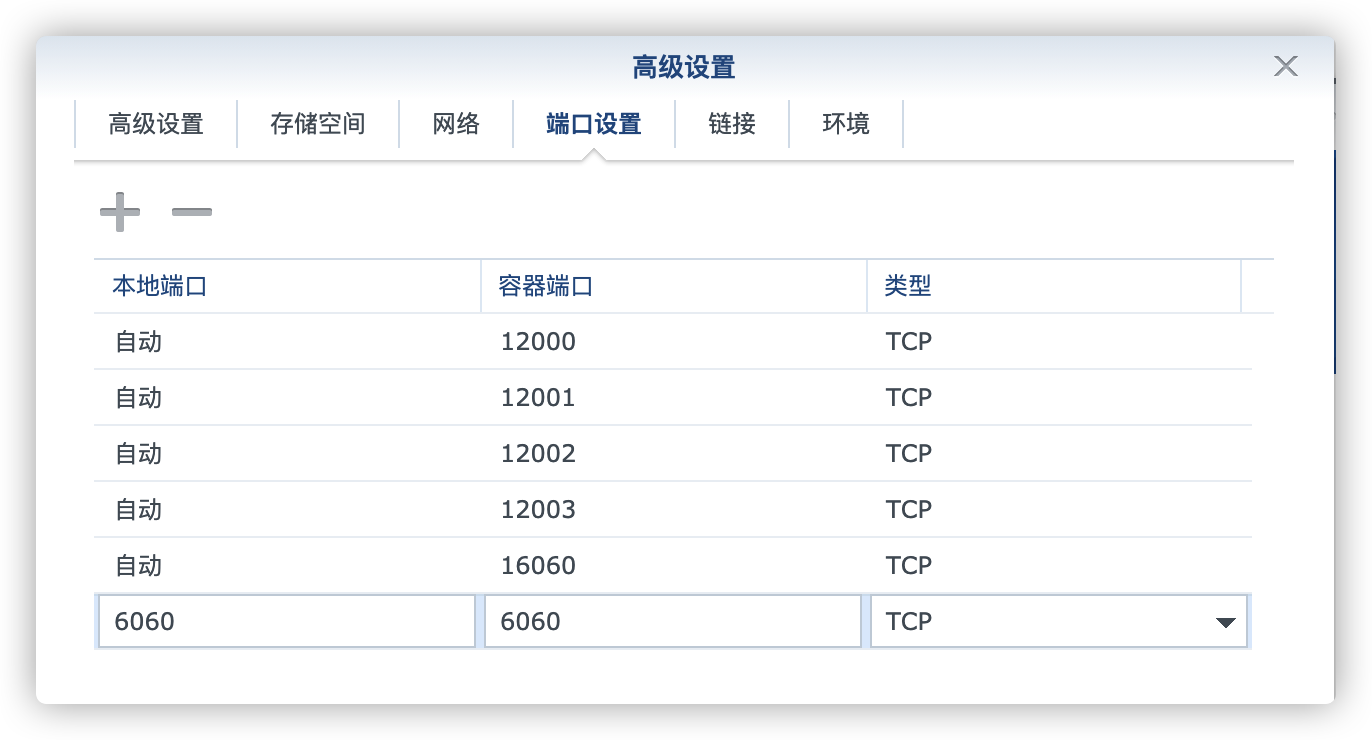 高级设置
高级设置 存储空间 网络 端口设置 链接 环境
本地端口 容器端口 类型
自动 12000 TCP
自动 12001 TCP
自动 12002 TCP
自动 12003 TCP
自动 16060 TCP
6060 6060 TCP